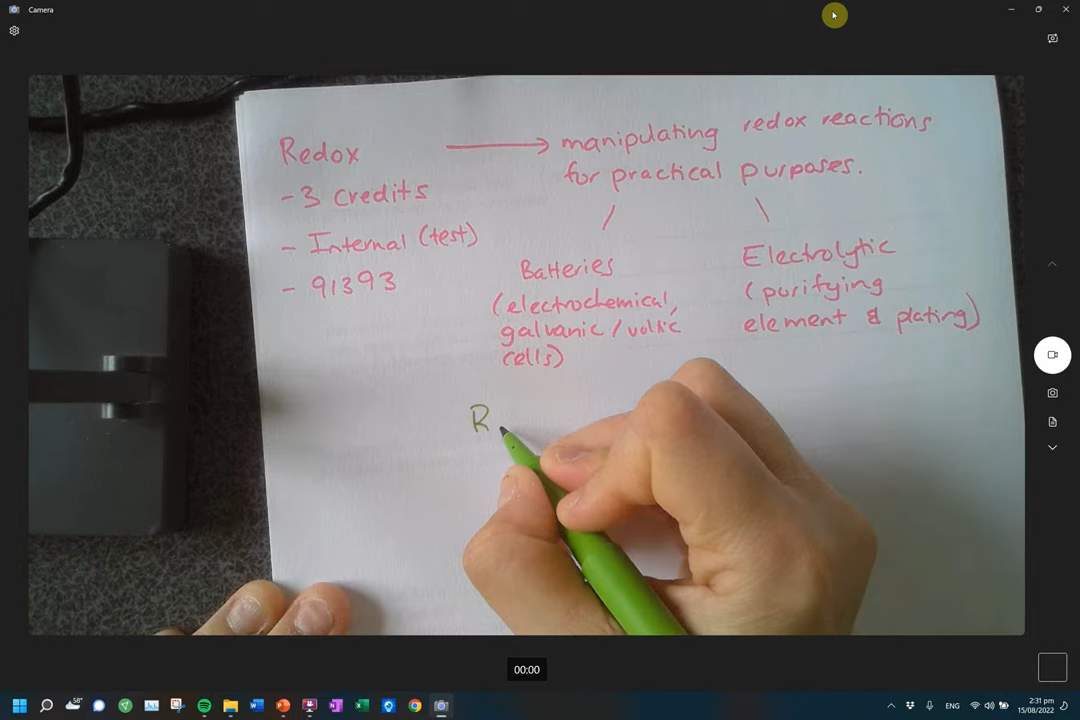 Camera
Redox
- 3 credits
- Internal (test)
- 91393
manipulating redox reactions
for practical purposes.
Batteries
(electrochemical,
galvanic / voltic
cells)
Electrolytic
(purifying
element & plating)
R
00:00
58°
ENG
2:31 pm
15/08/2022